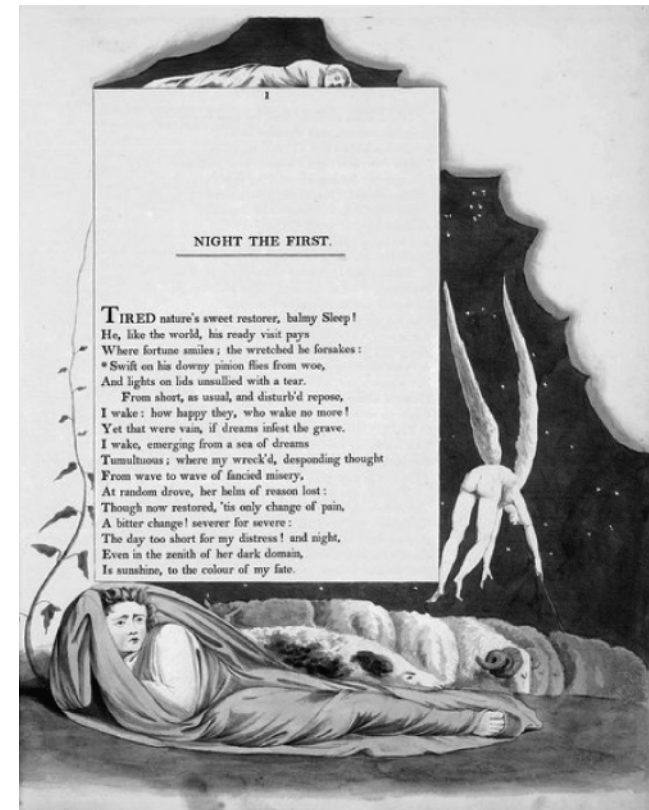 1
NIGHT THE FIRST.
TIRED nature's sweet restorer, balmy Sleep!
He, like the world, his ready visit pays
Where fortune smiles; the wretched he forsakes:
* Swift on his downy pinion flies from woe,
And lights on lids unsullied with a tear.
From short, as usual, and disturb'd repose,
I wake: how happy they, who wake no more!
Yet that were vain, if dreams infest the grave.
I wake, emerging from a sea of dreams
Tumultuous; where my wreck'd, desponding thought
From wave to wave of fancied misery,
At random drove, her helm of reason lost:
Though now restored, 'tis only change of pain,
A bitter change! severer for severe:
The day too short for my distress! and night,
Even in the zenith of her dark domain,
Is sunshine, to the colour of my fate.